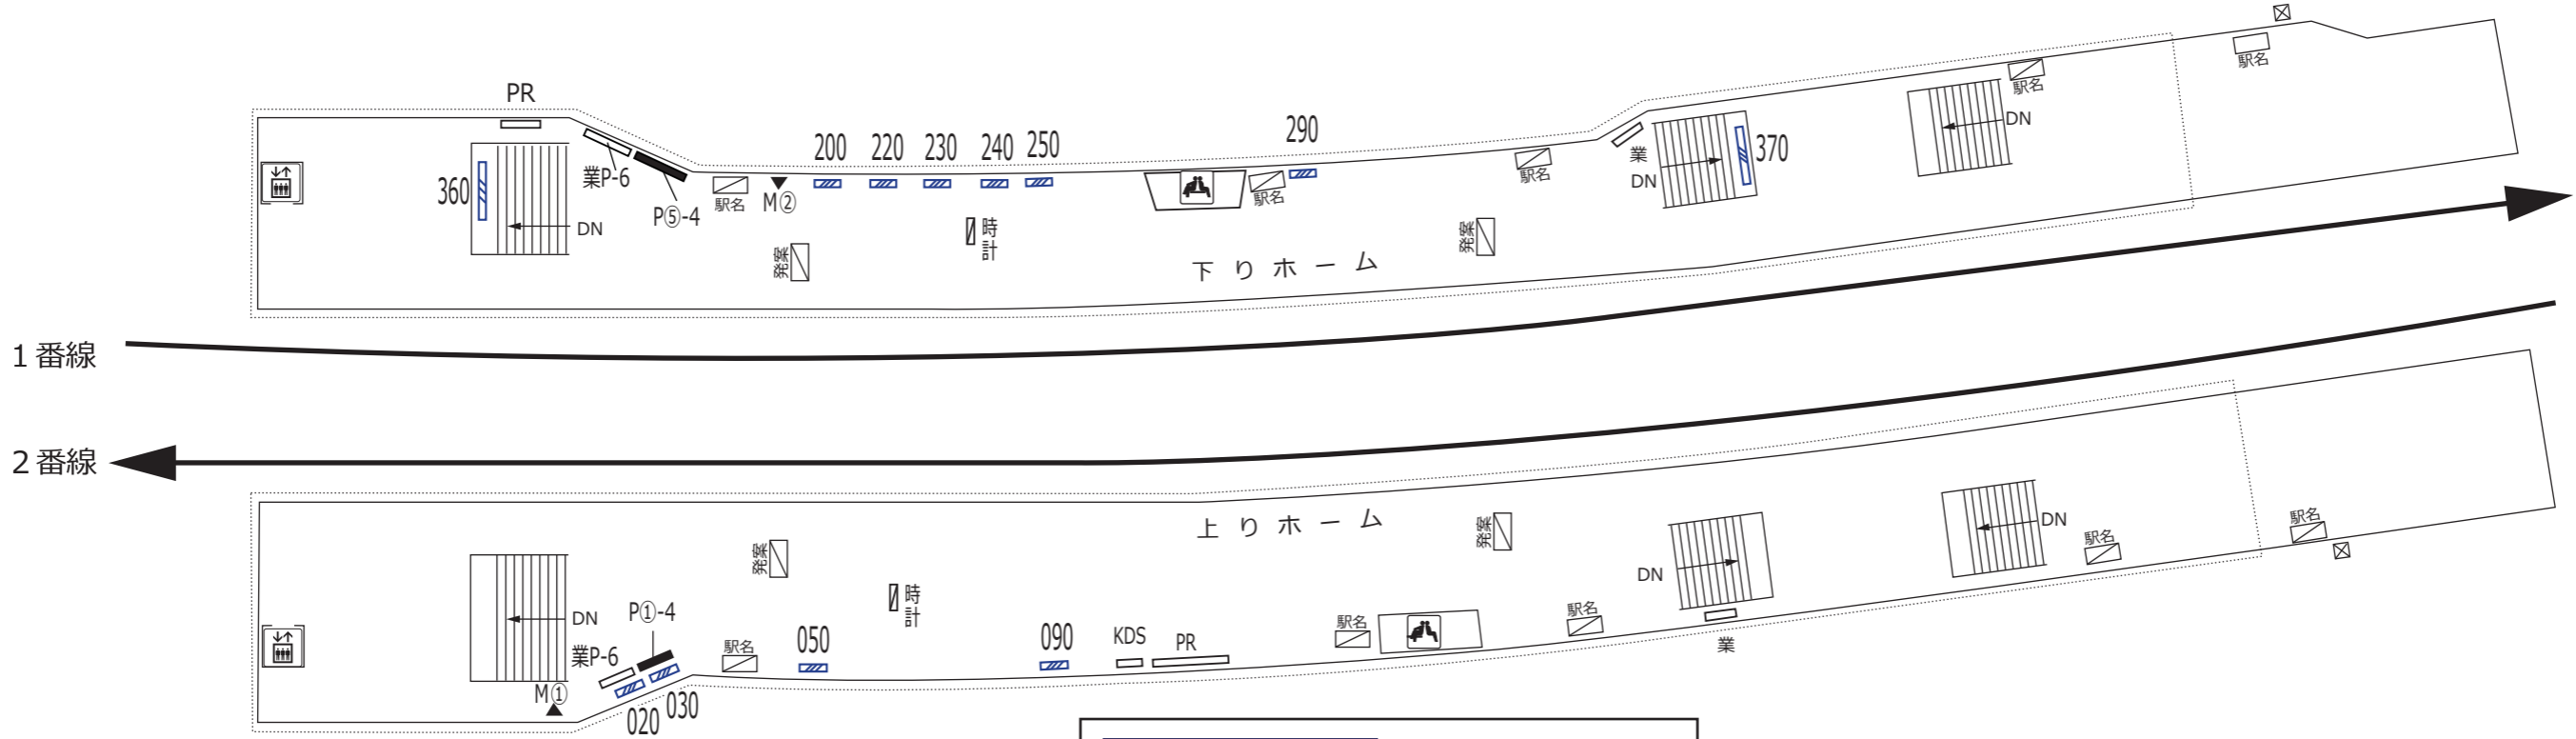 PR
業P-6
P⑤-4
360
DN
駅名
M②
200
220
230
240
250
290
発案
時計
駅名
下りホーム
発案
駅名
業
DN
370
DN
駅名
駅名
1番線
2番線
上りホーム
発案
時計
発案
DN
P①-4
業P-6
M①
020
030
駅名
050
090
KDS
PR
駅名
駅名
DN
業
DN
駅名
駅名